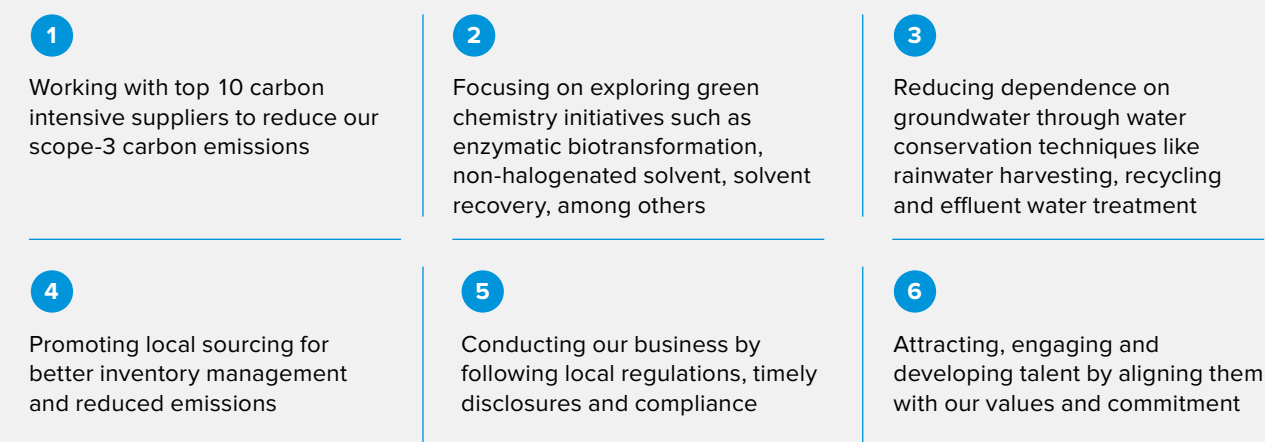 1
Working with top 10 carbon
intensive suppliers to reduce our
scope-3 carbon emissions
2
Focusing on exploring green
chemistry initiatives such as
enzymatic biotransformation,
non-halogenated solvent, solvent
recovery, among others
3
Reducing dependence on
groundwater through water
conservation techniques like
rainwater harvesting, recycling
and effluent water treatment
4
Promoting local sourcing for
better inventory management
and reduced emissions
5
Conducting our business by
following local regulations, timely
disclosures and compliance
6
Attracting, engaging and
developing talent by aligning them
with our values and commitment